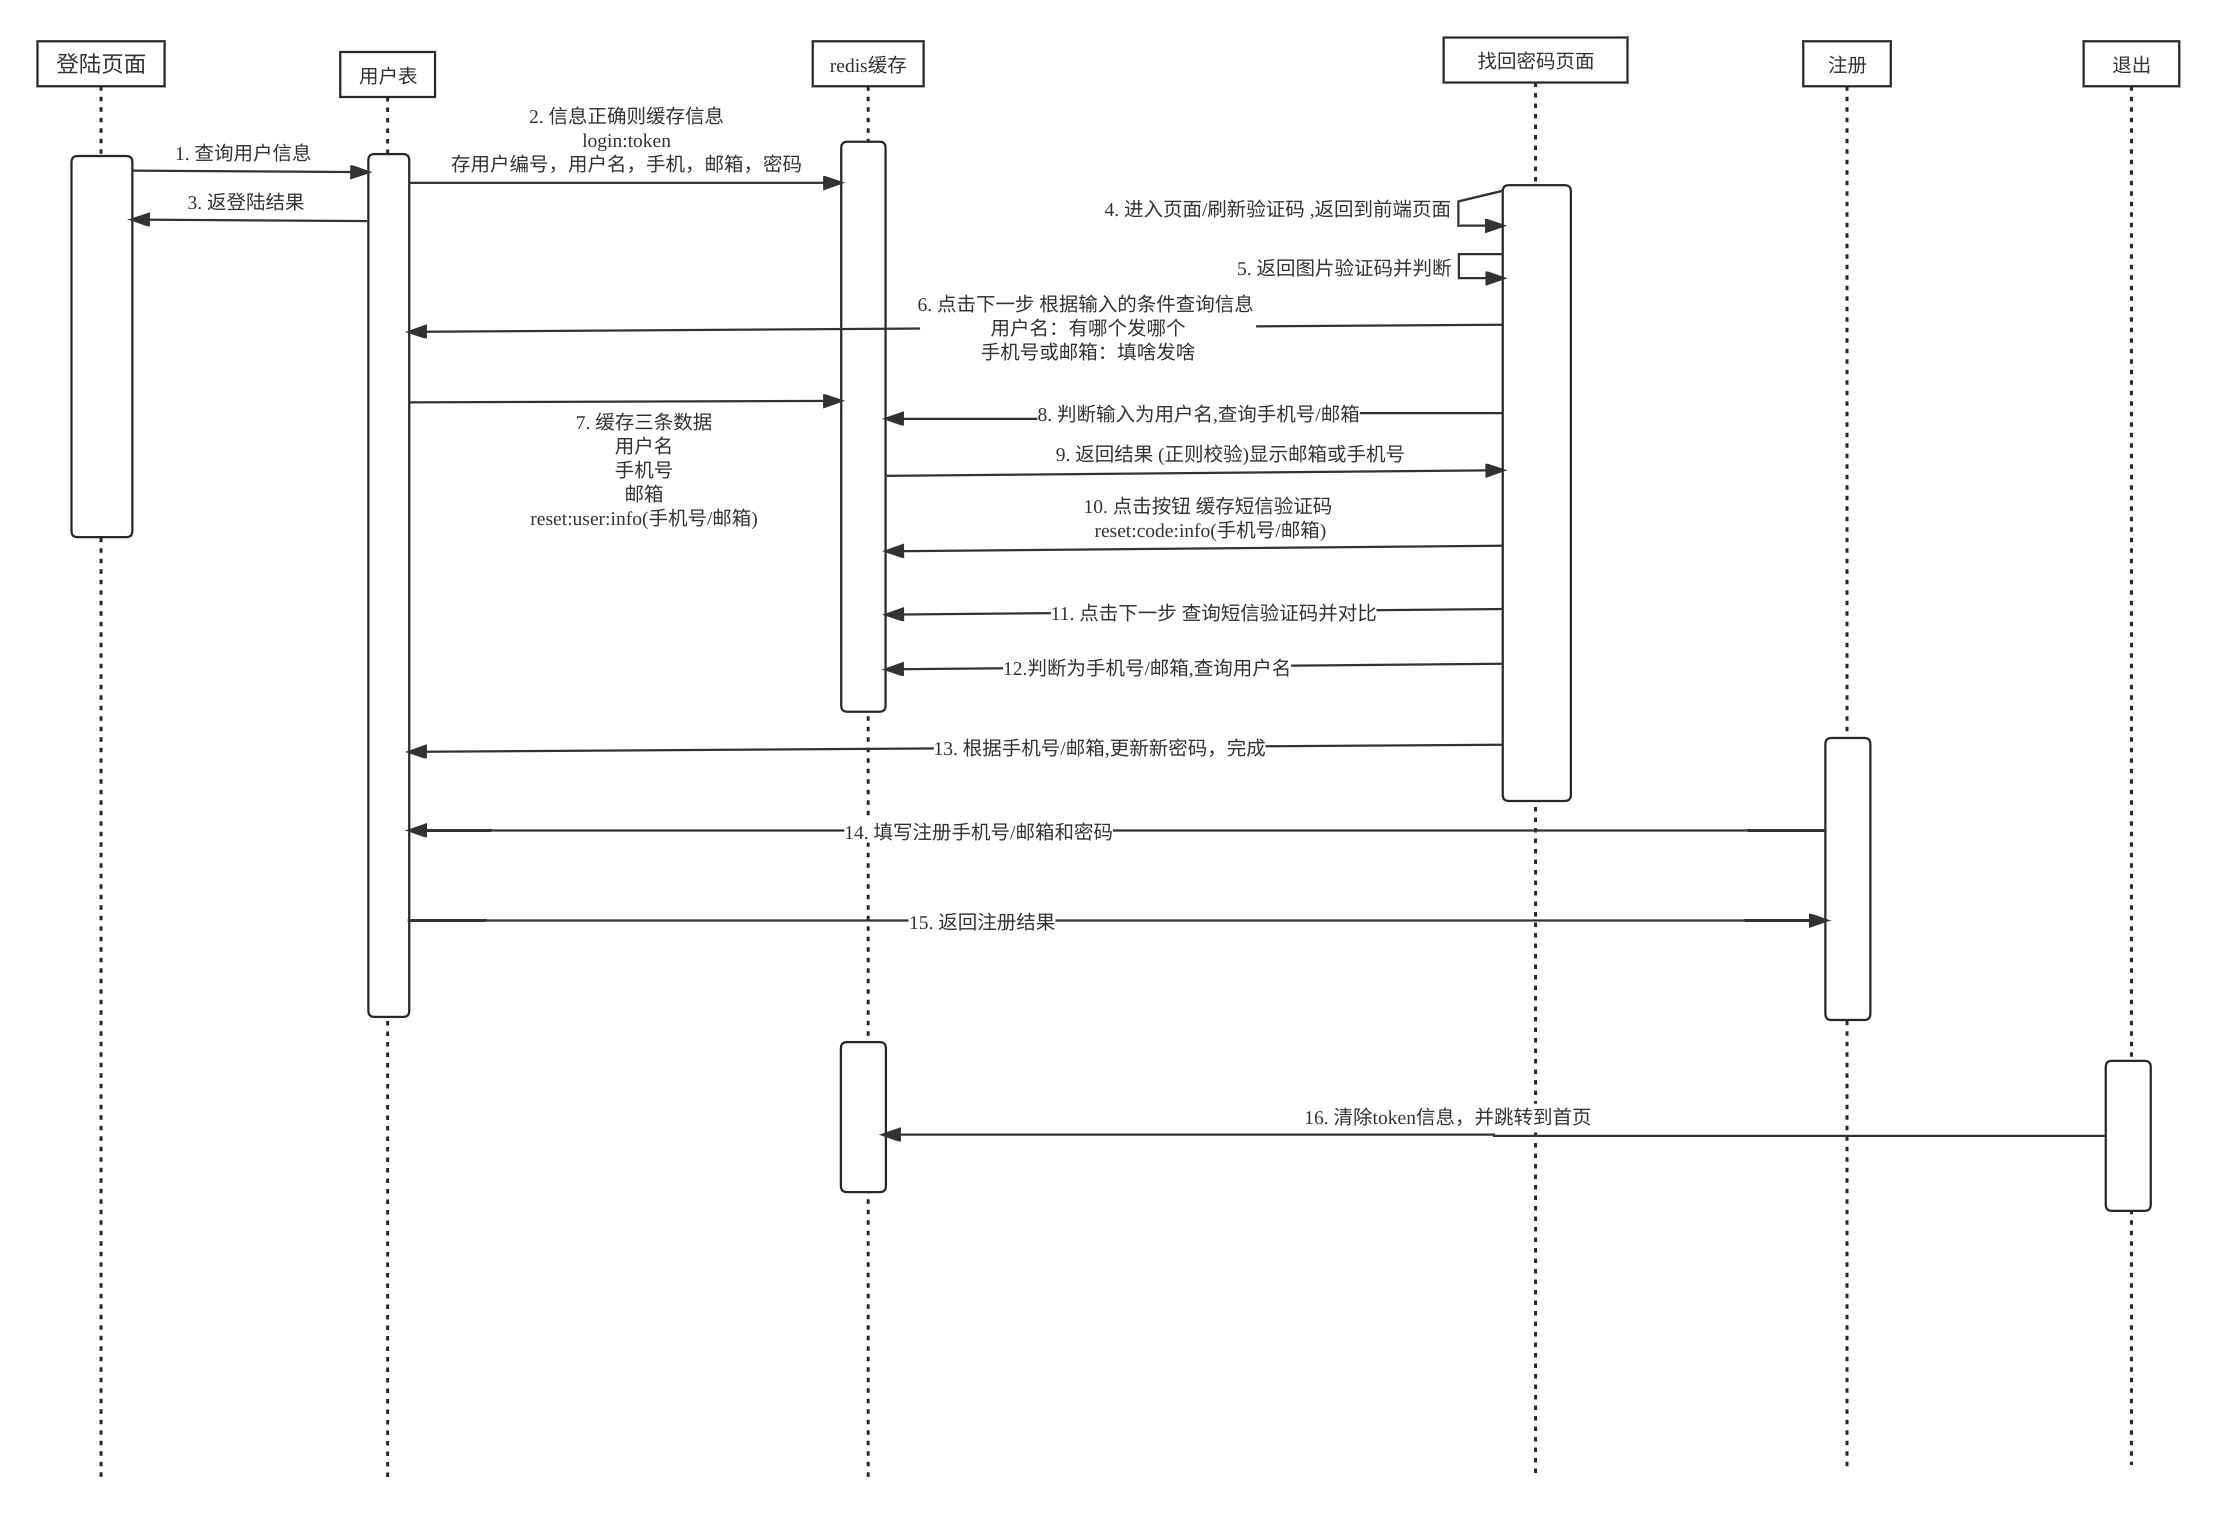 登陆页面
用户表
redis缓存
找回密码页面
注册
退出
1. 查询用户信息
2. 信息正确则缓存信息
login:token
存用户编号，用户名，手机，邮箱，密码
3. 返登陆结果
4. 进入页面/刷新验证码 ,返回到前端页面
5. 返回图片验证码并判断
6. 点击下一步 根据输入的条件查询信息
用户名：有哪个发哪个
手机号或邮箱：填啥发啥
7. 缓存三条数据
用户名
手机号
邮箱
reset:user:info(手机号/邮箱)
8. 判断输入为用户名,查询手机号/邮箱
9. 返回结果 (正则校验)显示邮箱或手机号
10. 点击按钮 缓存短信验证码
reset:code:info(手机号/邮箱)
11. 点击下一步 查询短信验证码并对比
12.判断为手机号/邮箱,查询用户名
13. 根据手机号/邮箱,更新新密码，完成
14. 填写注册手机号/邮箱和密码
15. 返回注册结果
16. 清除token信息，并跳转到首页